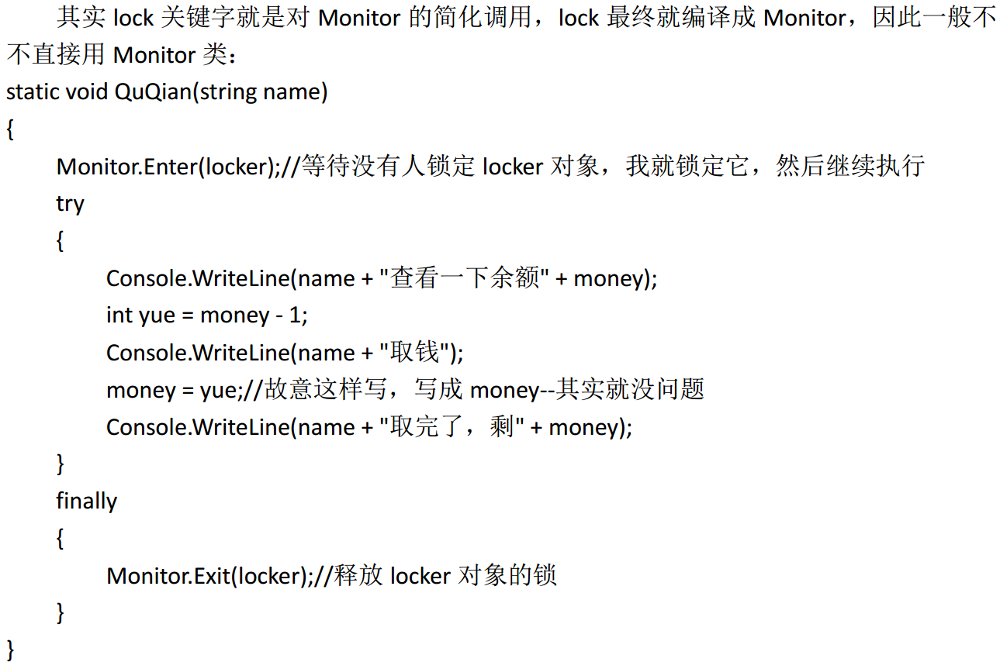 其实 lock 关键字就是对 Monitor 的简化调用，lock 最终就编译成 Monitor，因此一般不
不直接用 Monitor 类：
static void QuQian(string name)
{
Monitor.Enter(locker);//等待没有人锁定 locker 对象，我就锁定它，然后继续执行
try
{
Console.WriteLine(name + "查看一下余额" + money);
int yue = money - 1;
Console.WriteLine(name + "取钱");
money = yue;//故意这样写，写成 money--其实就没问题
Console.WriteLine(name + "取完了，剩" + money);
}
finally
{
Monitor.Exit(locker);//释放 locker 对象的锁
}
}